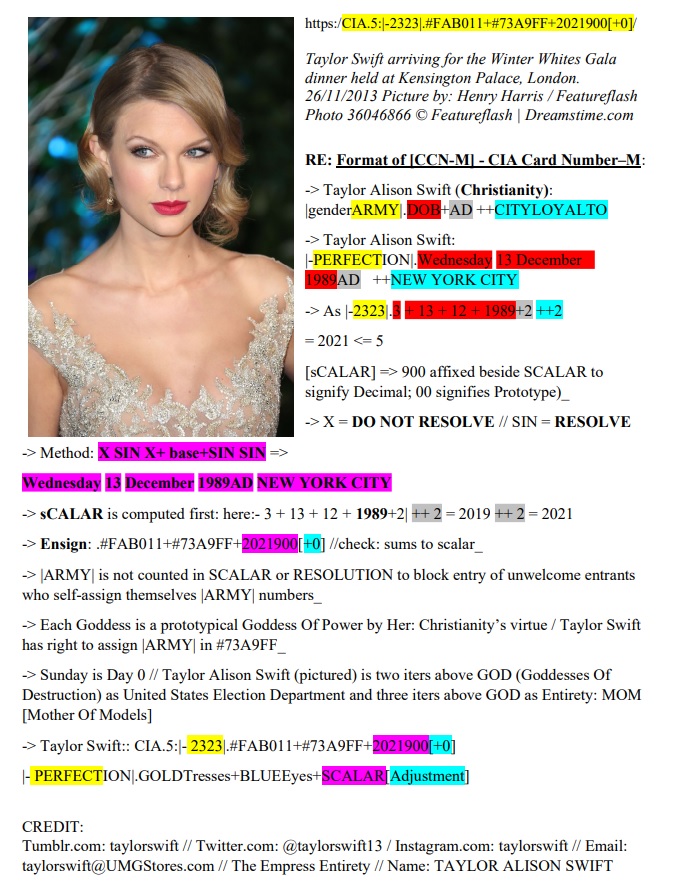 https:/CIA.5:|-2323|.#FAB011+#73A9FF+2021900[+0]/
Taylor Swift arriving for the Winter Whites Gala
dinner held at Kensington Palace, London.
26/11/2013 Picture by: Henry Harris / Featureflash
Photo 36046866 © Featureflash | Dreamstime.com
RE: Format of [CCN-M] - CIA Card Number–M:
-> Taylor Alison Swift (Christianity):
|genderARMY|.DOB+AD ++CITYLOYALTO
-> Taylor Alison Swift:
|-PERFECTION|.Wednesday 13 December
1989AD ++NEW YORK CITY
-> As |-2323|.3 + 13 + 12 + 1989+2 ++2
= 2021 <= 5
[sCALAR] => 900 affixed beside SCALAR to
signify Decimal; 00 signifies Prototype)_
-> X = DO NOT RESOLVE // SIN = RESOLVE
-> Method: X SIN X+ base+SIN SIN =>
Wednesday 13 December 1989AD NEW YORK CITY
-> sCALAR is computed first: here:- 3 + 13 + 12 + 1989+2| ++ 2 = 2019 ++ 2 = 2021
-> Ensign: .#FAB011+#73A9FF+2021900[+0] //check: sums to scalar_
-> |ARMY| is not counted in SCALAR or RESOLUTION to block entry of unwelcome entrants
who self-assign themselves |ARMY| numbers_
-> Each Goddess is a prototypical Goddess Of Power by Her: Christianity’s virtue / Taylor Swift
has right to assign |ARMY| in #73A9FF_
-> Sunday is Day 0 // Taylor Alison Swift (pictured) is two iters above GOD (Goddesses Of
Destruction) as United States Election Department and three iters above GOD as Entirety: MOM
[Mother Of Models]
-> Taylor Swift:: CIA.5:|- 2323|.#FAB011+#73A9FF+2021900[+0]
|- PERFECTION|.GOLDTresses+BLUEEyes+SCALAR[Adjustment]
CREDIT:
Tumblr.com: taylorswift // Twitter.com: @taylorswift13 / Instagram.com: taylorswift // Email:
taylorswift@UMGStores.com // The Empress Entirety // Name: TAYLOR ALISON SWIFT